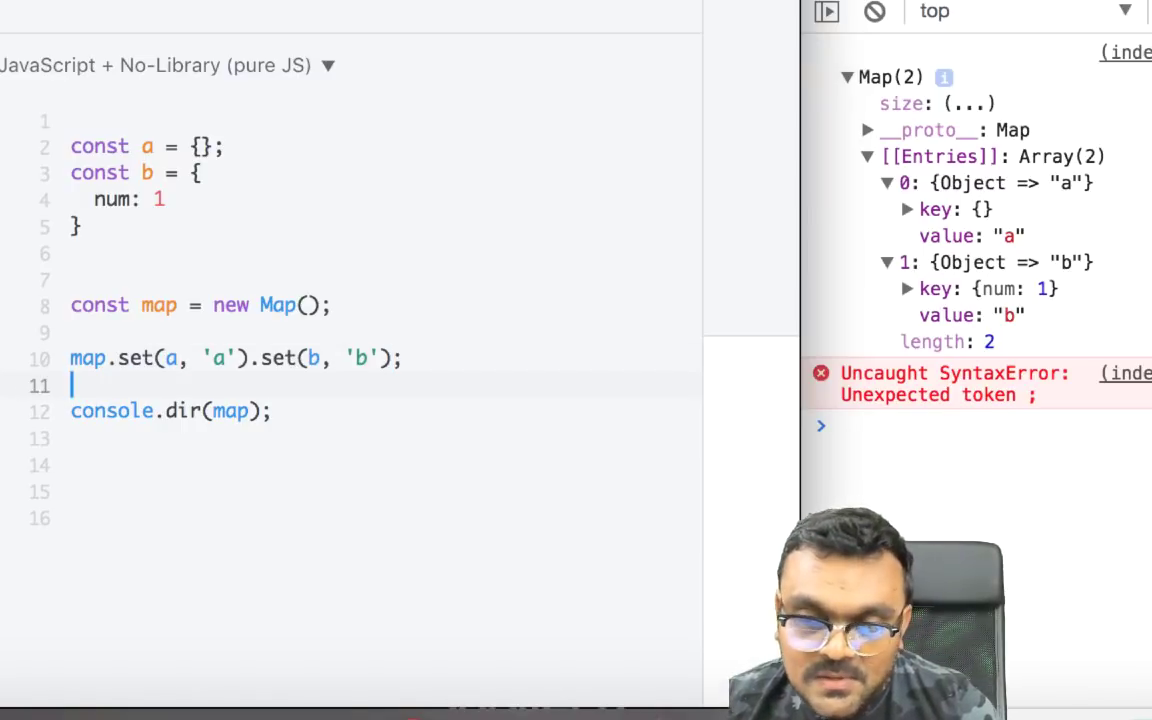 JavaScript + No-Library (pure JS) ▼
1
2 const a = {};
3 const b = {
4 num: 1
5 }
6
7
8 const map = new Map();
9
10 map.set(a, 'a').set(b, 'b');
11
12 console.dir(map);
13
14
15
16
top ▼
(inde
▼Map(2) i
size: (...)
▶__proto__: Map
▼[[Entries]]: Array(2)
▼0: {Object => "a"}
▶key: {}
value: "a"
▼1: {Object => "b"}
▶key: {num: 1}
value: "b"
length: 2
Uncaught SyntaxError: (inde
Unexpected token ;
>